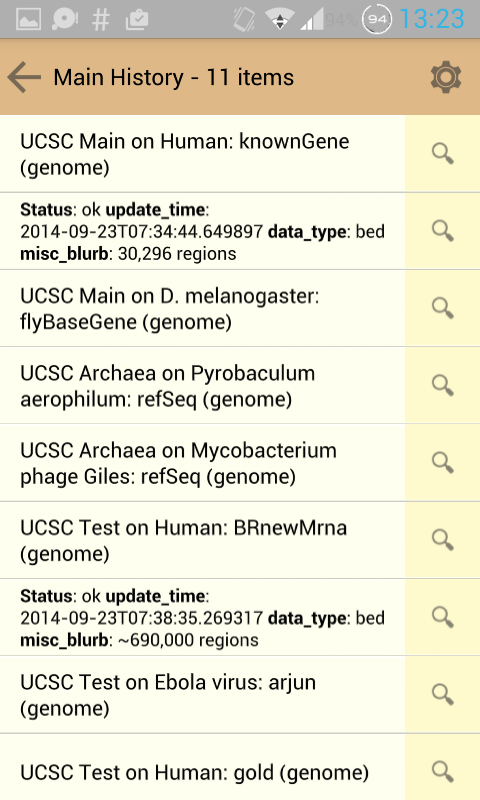 # 94% 94 13:23
Main History - 11 items
UCSC Main on Human: knownGene
(genome)
Status: ok update_time:
2014-09-23T07:34:44.649897 data_type: bed
misc_blurb: 30,296 regions
UCSC Main on D. melanogaster:
flyBaseGene (genome)
UCSC Archaea on Pyrobaculum
aerophilum: refSeq (genome)
UCSC Archaea on Mycobacterium
phage Giles: refSeq (genome)
UCSC Test on Human: BRnewMrna
(genome)
Status: ok update_time:
2014-09-23T07:38:35.269317 data_type: bed
misc_blurb: ~690,000 regions
UCSC Test on Ebola virus: arjun
(genome)
UCSC Test on Human: gold (genome)